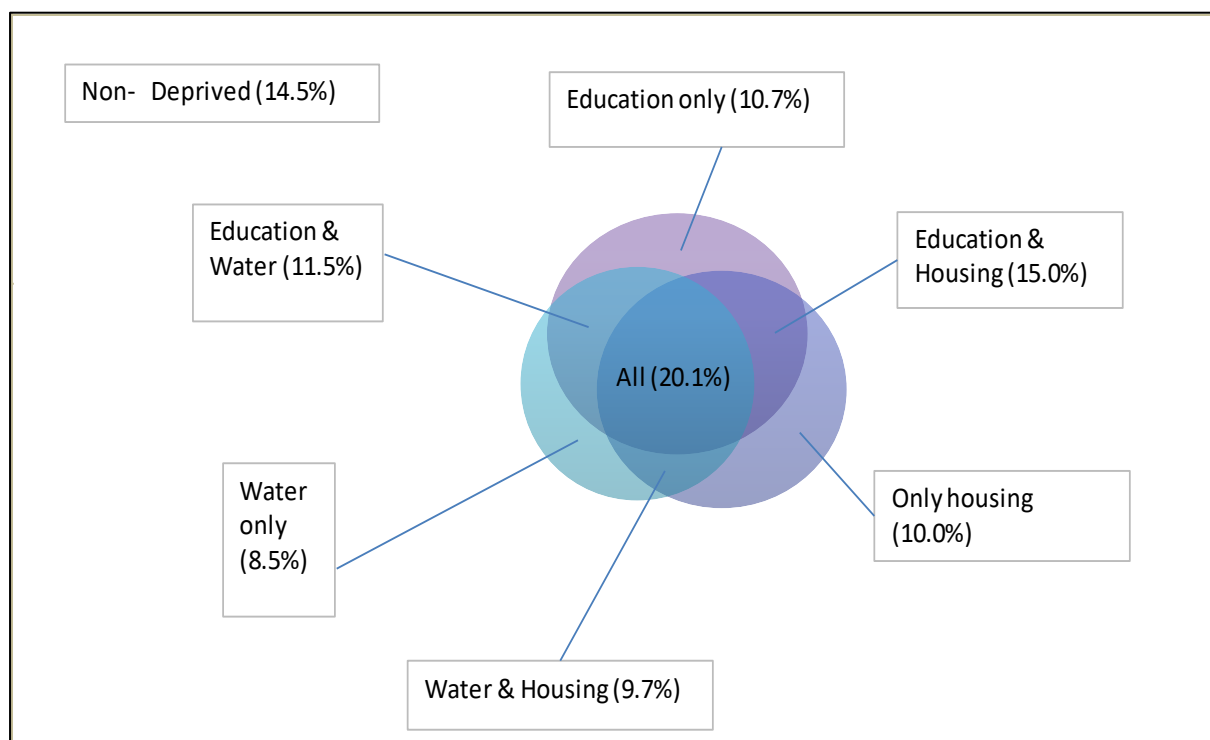 Non- Deprived (14.5%)
Education only (10.7%)
Education &
Water (11.5%)
Education &
Housing (15.0%)
All (20.1%)
Water
only
(8.5%)
Only housing
(10.0%)
Water & Housing (9.7%)